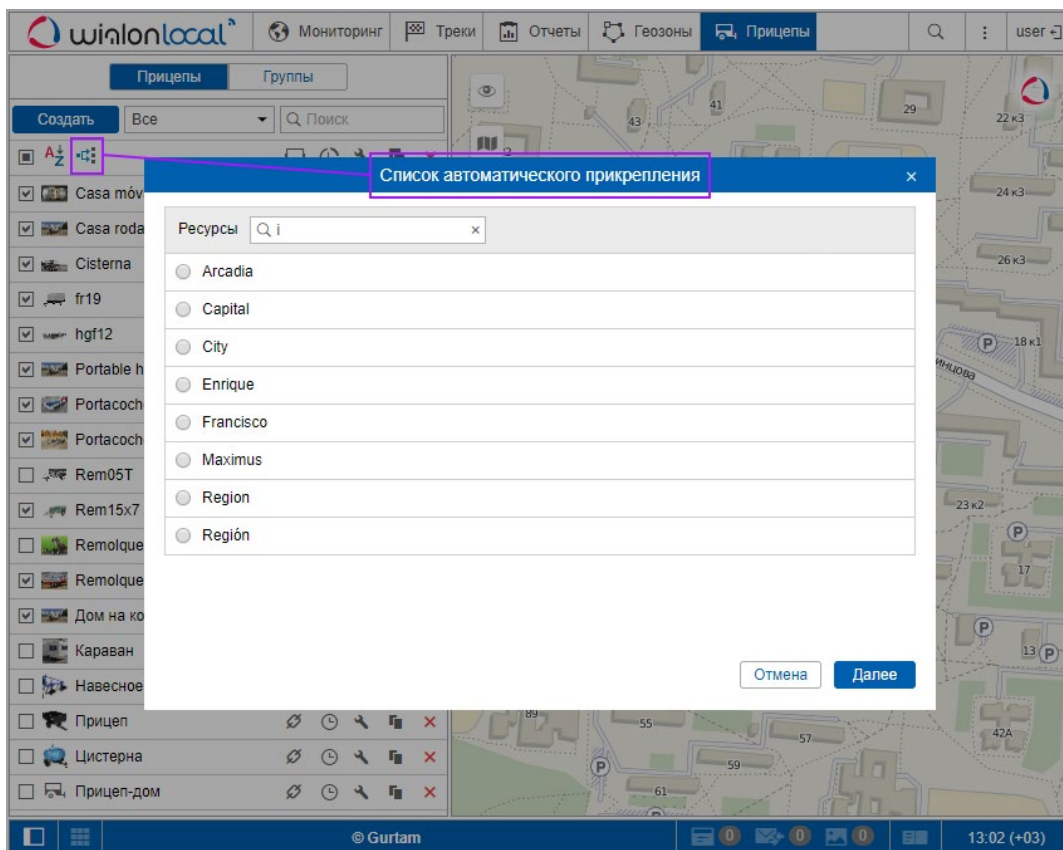 wialonlocal
Мониторинг
Треки
Отчеты
Геозоны
Прицепы
user
Прицепы
Группы
Создать
Все
Поиск
Список автоматического прикрепления
Ресурсы
i
Arcadia
Capital
City
Enrique
Francisco
Maximus
Region
Región
Отмена
Далее
Casa móv
Casa roda
Cisterna
fr19
hgf12
Portable h
Portacoch
Portacoch
Rem05T
Rem15x7
Remolque
Remolque
Дом на ко
Караван
Навесное
Прицеп
Цистерна
Прицеп-дом
41
43
29
22 к3
24 к3
26 к3
18 к1
P
23 к2
P
17
P
13
P
42А
89
55
57
59
P
61
© Gurtam
0
0
0
13:02 (+03)